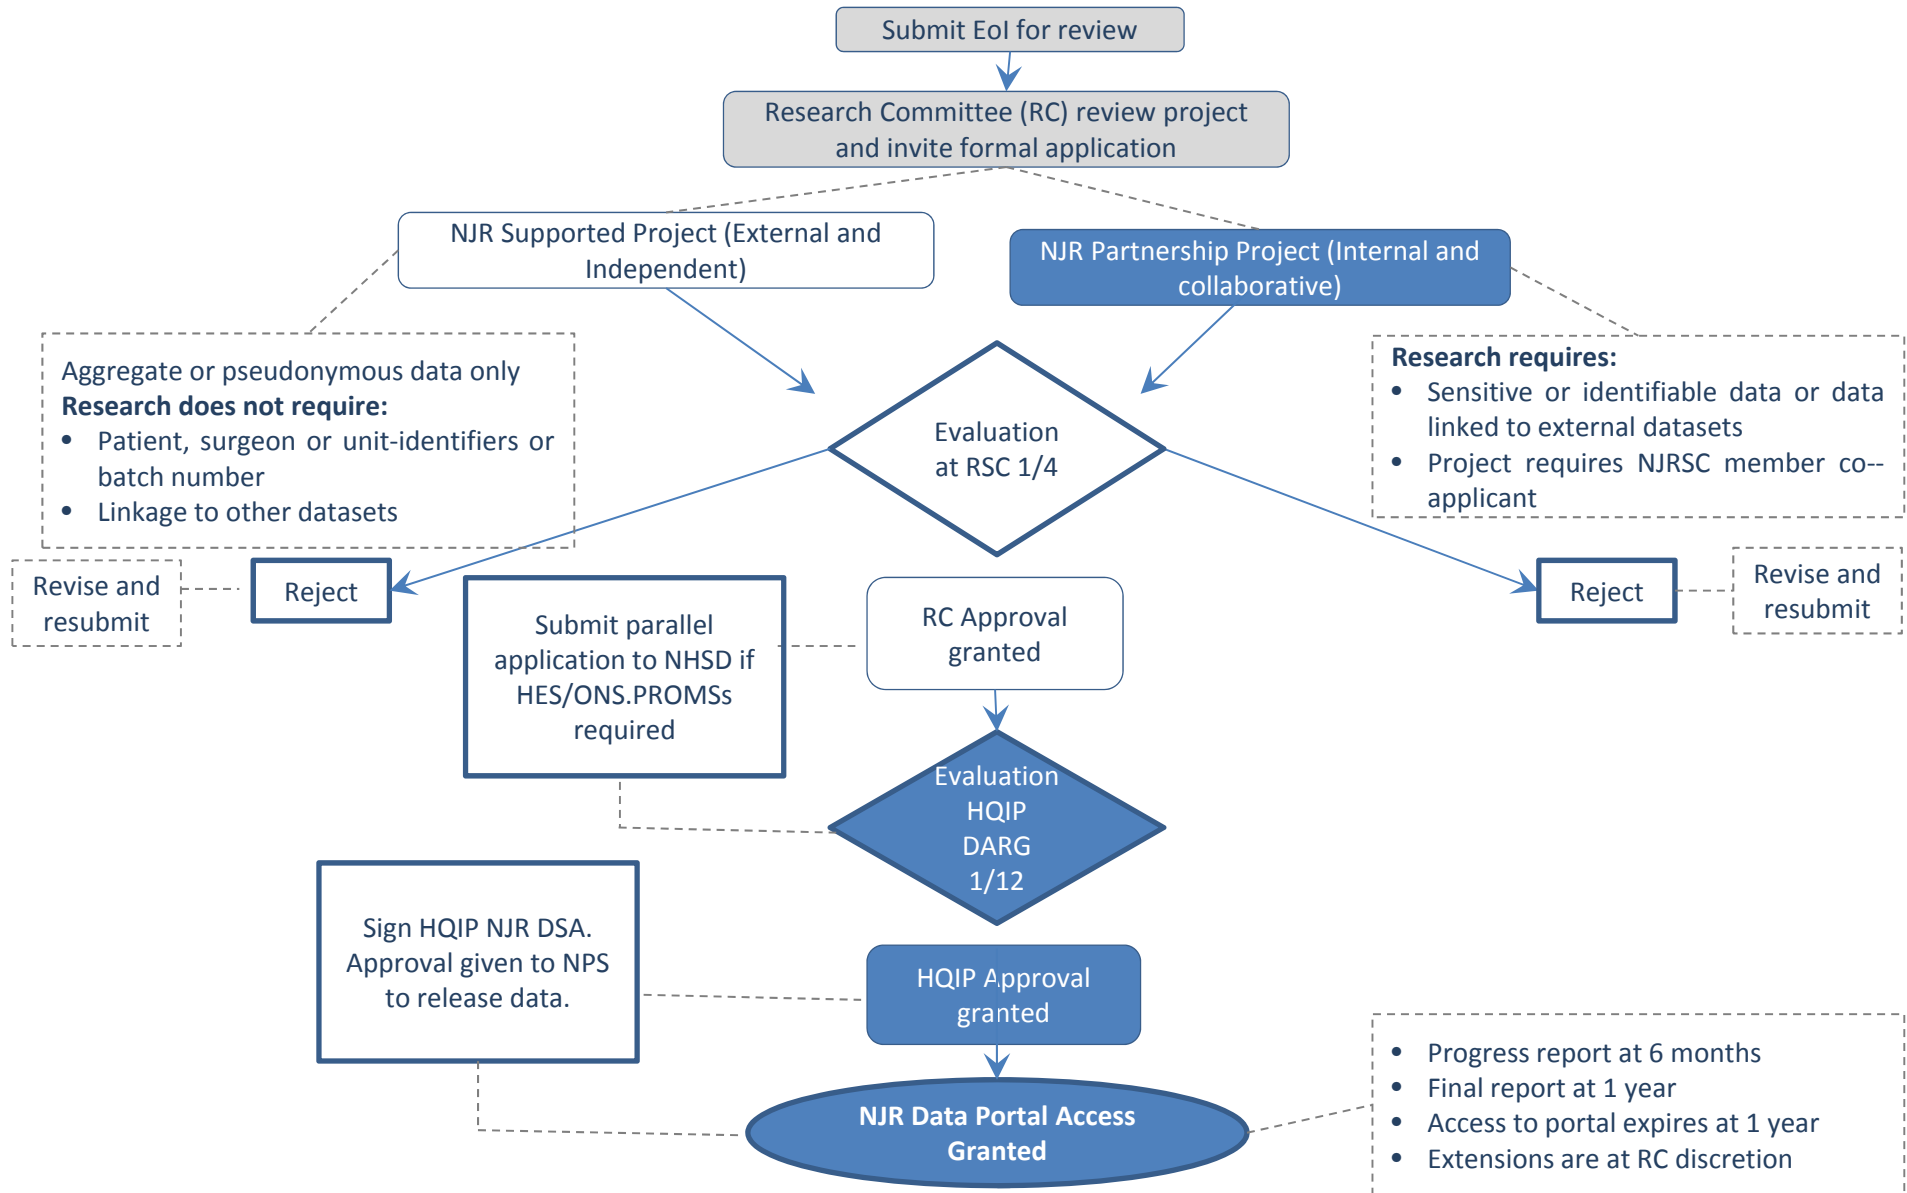 Submit EoI for review
Research Committee (RC) review project
and invite formal application
NJR Supported Project (External and
Independent)
NJR Partnership Project (Internal and
collaborative)
Aggregate or pseudonymous data only
Research does not require:
• Patient, surgeon or unit-identifiers or
batch number
• Linkage to other datasets
Evaluation
at RSC 1/4
Research requires:
• Sensitive or identifiable data or data
linked to external datasets
• Project requires NJRSC member co--
applicant
Revise and
resubmit
Reject
Submit parallel
application to NHSD if
HES/ONS.PROMSs
required
RC Approval
granted
Reject
Revise and
resubmit
Evaluation
HQIP
DARG
1/12
Sign HQIP NJR DSA.
Approval given to NPS
to release data.
HQIP Approval
granted
NJR Data Portal Access
Granted
• Progress report at 6 months
• Final report at 1 year
• Access to portal expires at 1 year
• Extensions are at RC discretion